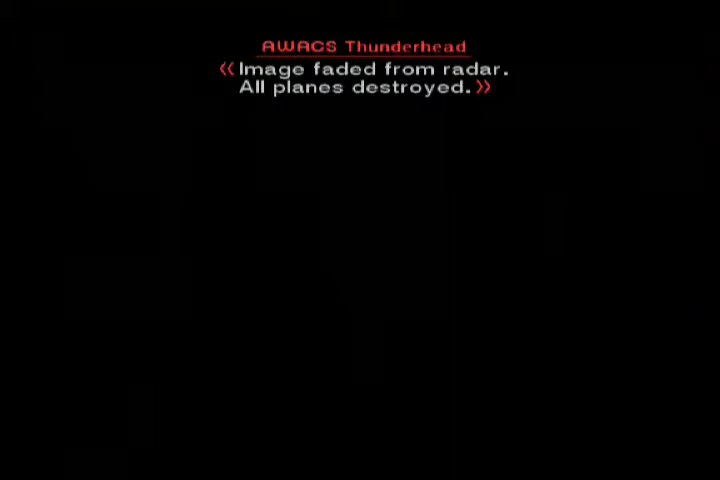 AWACS Thunderhead
<<Image faded from radar.
All planes destroyed.>>